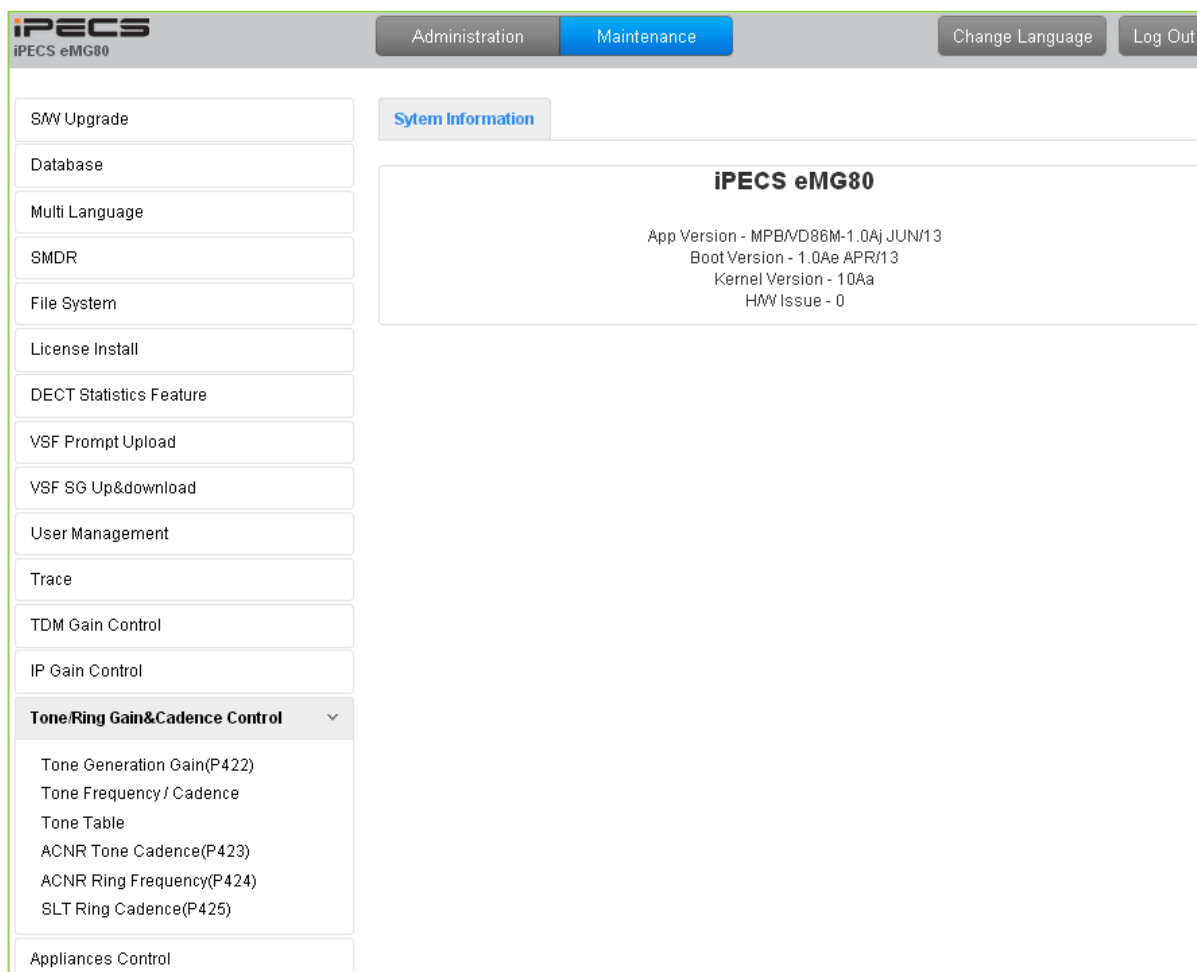 iPECS
iPECS eMG80
Administration
Maintenance
Change Language
Log Out
S/W Upgrade
Database
Multi Language
SMDR
File System
License Install
DECT Statistics Feature
VSF Prompt Upload
VSF SG Up&download
User Management
Trace
TDM Gain Control
IP Gain Control
Tone/Ring Gain&Cadence Control
Tone Generation Gain(P422)
Tone Frequency / Cadence
Tone Table
ACNR Tone Cadence(P423)
ACNR Ring Frequency(P424)
SLT Ring Cadence(P425)
Appliances Control
Sytem Information
iPECS eMG80
App Version - MPB/VD86M-1.0Aj JUN/13
Boot Version - 1.0Ae APR/13
Kernel Version - 10Aa
H/W Issue - 0